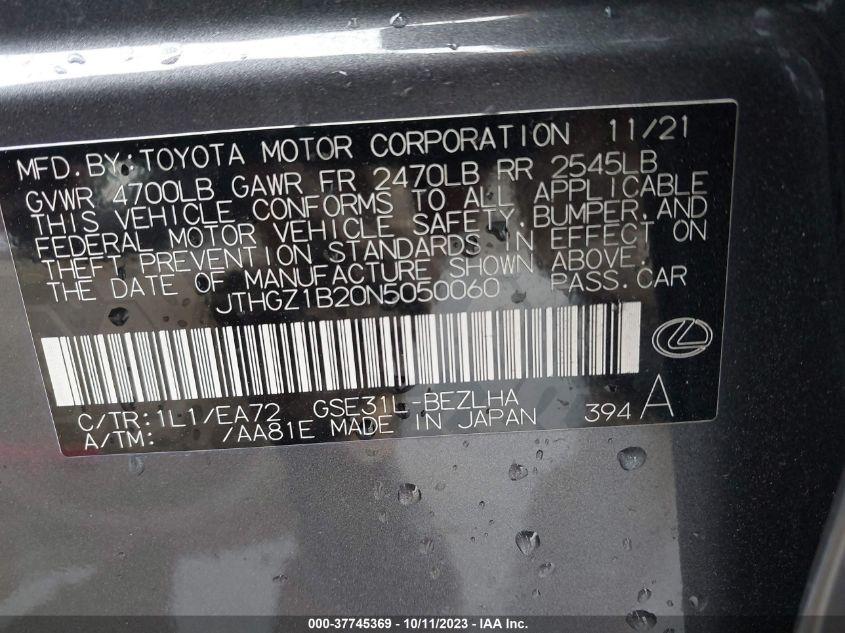 MFD.BY:TOYOTA MOTOR CORPORATION 11/21
GVWR 4700LB GAWR FR 2470LB RR 2545LB
THIS VEHICLE CONFORMS TO ALL APPLICABLE
FEDERAL MOTOR VEHICLE SAFETY,BUMPER,AND
THEFT PREVENTION STANDARDS IN EFFECT ON
THE DATE OF MANUFACTURE SHOWN ABOVE.
JTHGZ1B20N5050060 PASS.CAR
C/TR:1L1/EA72 GSE31L-BEZLHA
A/TM: /AA81E MADE IN JAPAN 394 A
000-37745369 - 10/11/2023 - IAA Inc.